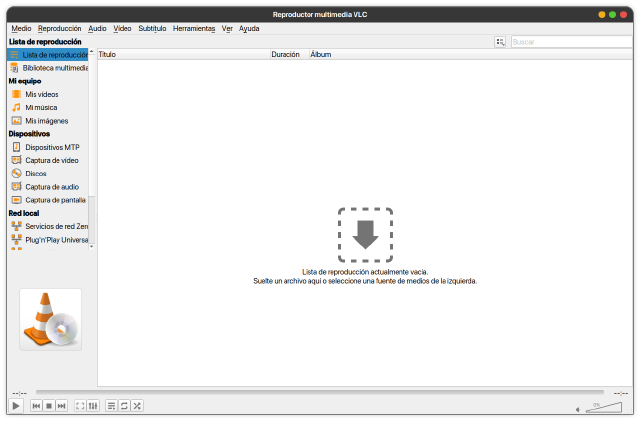 Reproductor multimedia VLC
Medio Reproducción Audio Vídeo Subtítulo Herramientas Ver Ayuda
Lista de reproducción
Buscar
Lista de reproducción
Título Duración Álbum
Biblioteca multimedia
Mi equipo
Mis vídeos
Mi música
Mis imágenes
Dispositivos
Dispositivos MTP
Captura de vídeo
Discos
Captura de audio
Captura de pantalla
Red local
Servicios de red Zer
Plug'n'Play Universa
Lista de reproducción actualmente vacía.
Suelte un archivo aquí o seleccione una fuente de medios de la izquierda.
--:-- --:--
0%